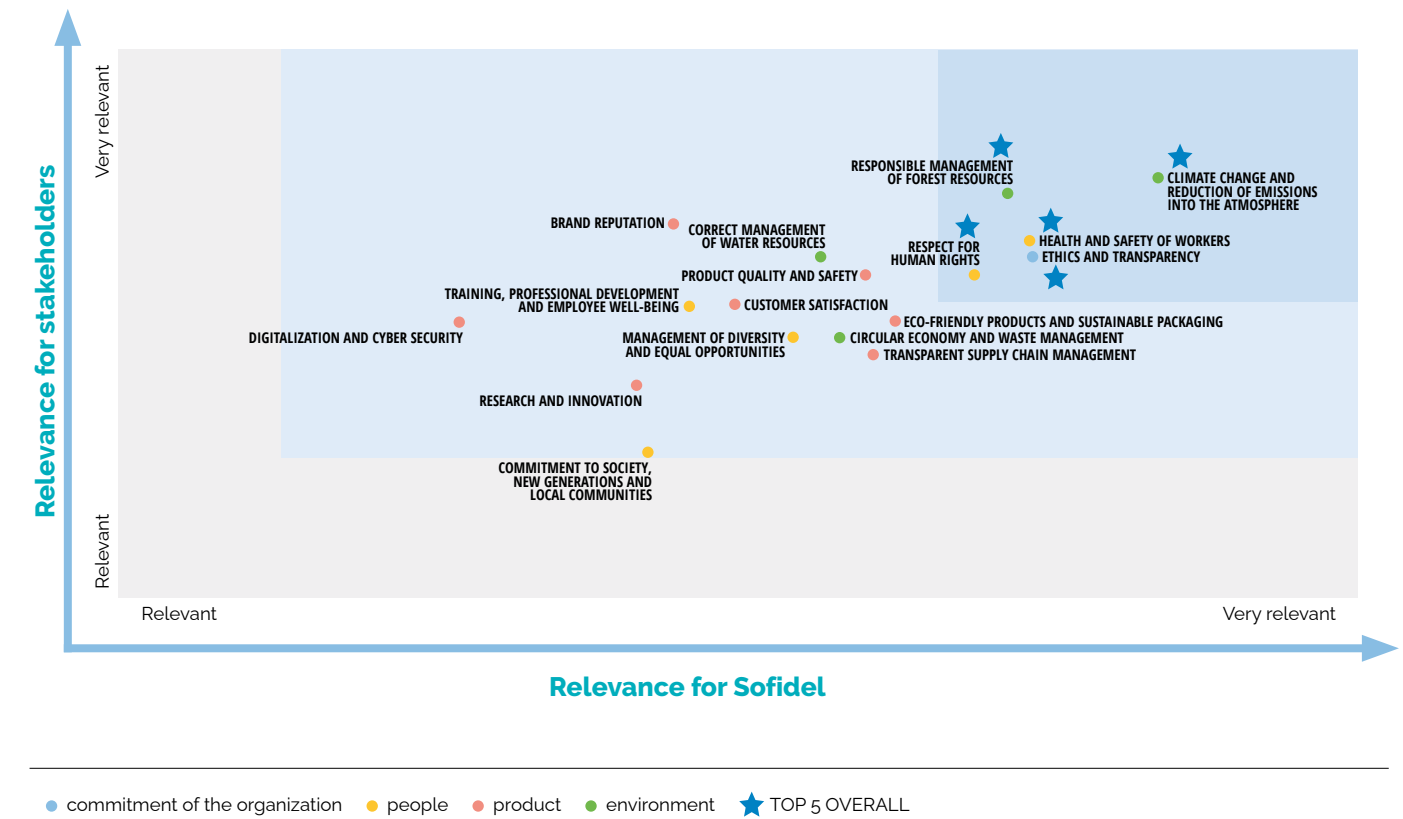 Relevance for stakeholders
Very relevant
Relevant
RESPONSIBLE MANAGEMENT
OF FOREST RESOURCES
CLIMATE CHANGE AND
REDUCTION OF EMISSIONS
INTO THE ATMOSPHERE
BRAND REPUTATION
CORRECT MANAGEMENT
OF WATER RESOURCES
RESPECT FOR
HUMAN RIGHTS
HEALTH AND SAFETY OF WORKERS
ETHICS AND TRANSPARENCY
PRODUCT QUALITY AND SAFETY
TRAINING, PROFESSIONAL DEVELOPMENT
AND EMPLOYEE WELL-BEING
CUSTOMER SATISFACTION
DIGITALIZATION AND CYBER SECURITY
MANAGEMENT OF DIVERSITY
AND EQUAL OPPORTUNITIES
ECO-FRIENDLY PRODUCTS AND SUSTAINABLE PACKAGING
CIRCULAR ECONOMY AND WASTE MANAGEMENT
TRANSPARENT SUPPLY CHAIN MANAGEMENT
RESEARCH AND INNOVATION
COMMITMENT TO SOCIETY,
NEW GENERATIONS AND
LOCAL COMMUNITIES
Relevant
Very relevant
Relevance for Sofidel
commitment of the organization
people
product
environment
TOP 5 OVERALL